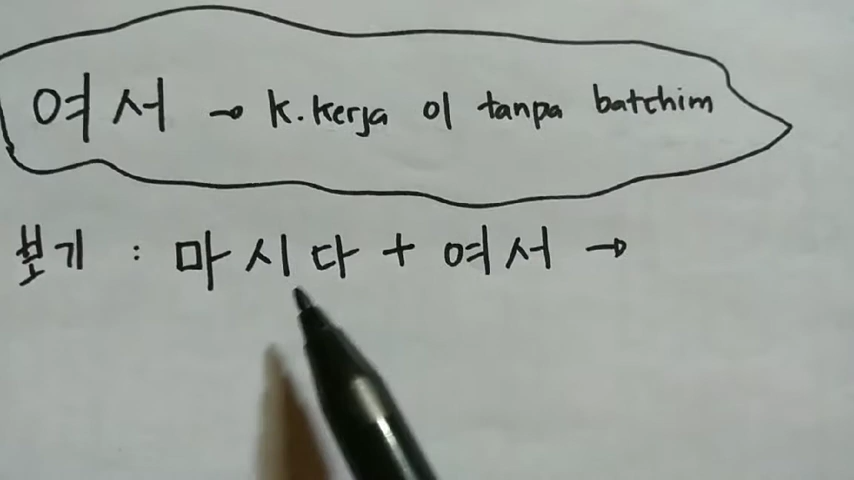 여서 → k.kerja 이 tanpa batchim
보기 : 마시다 + 여서 →